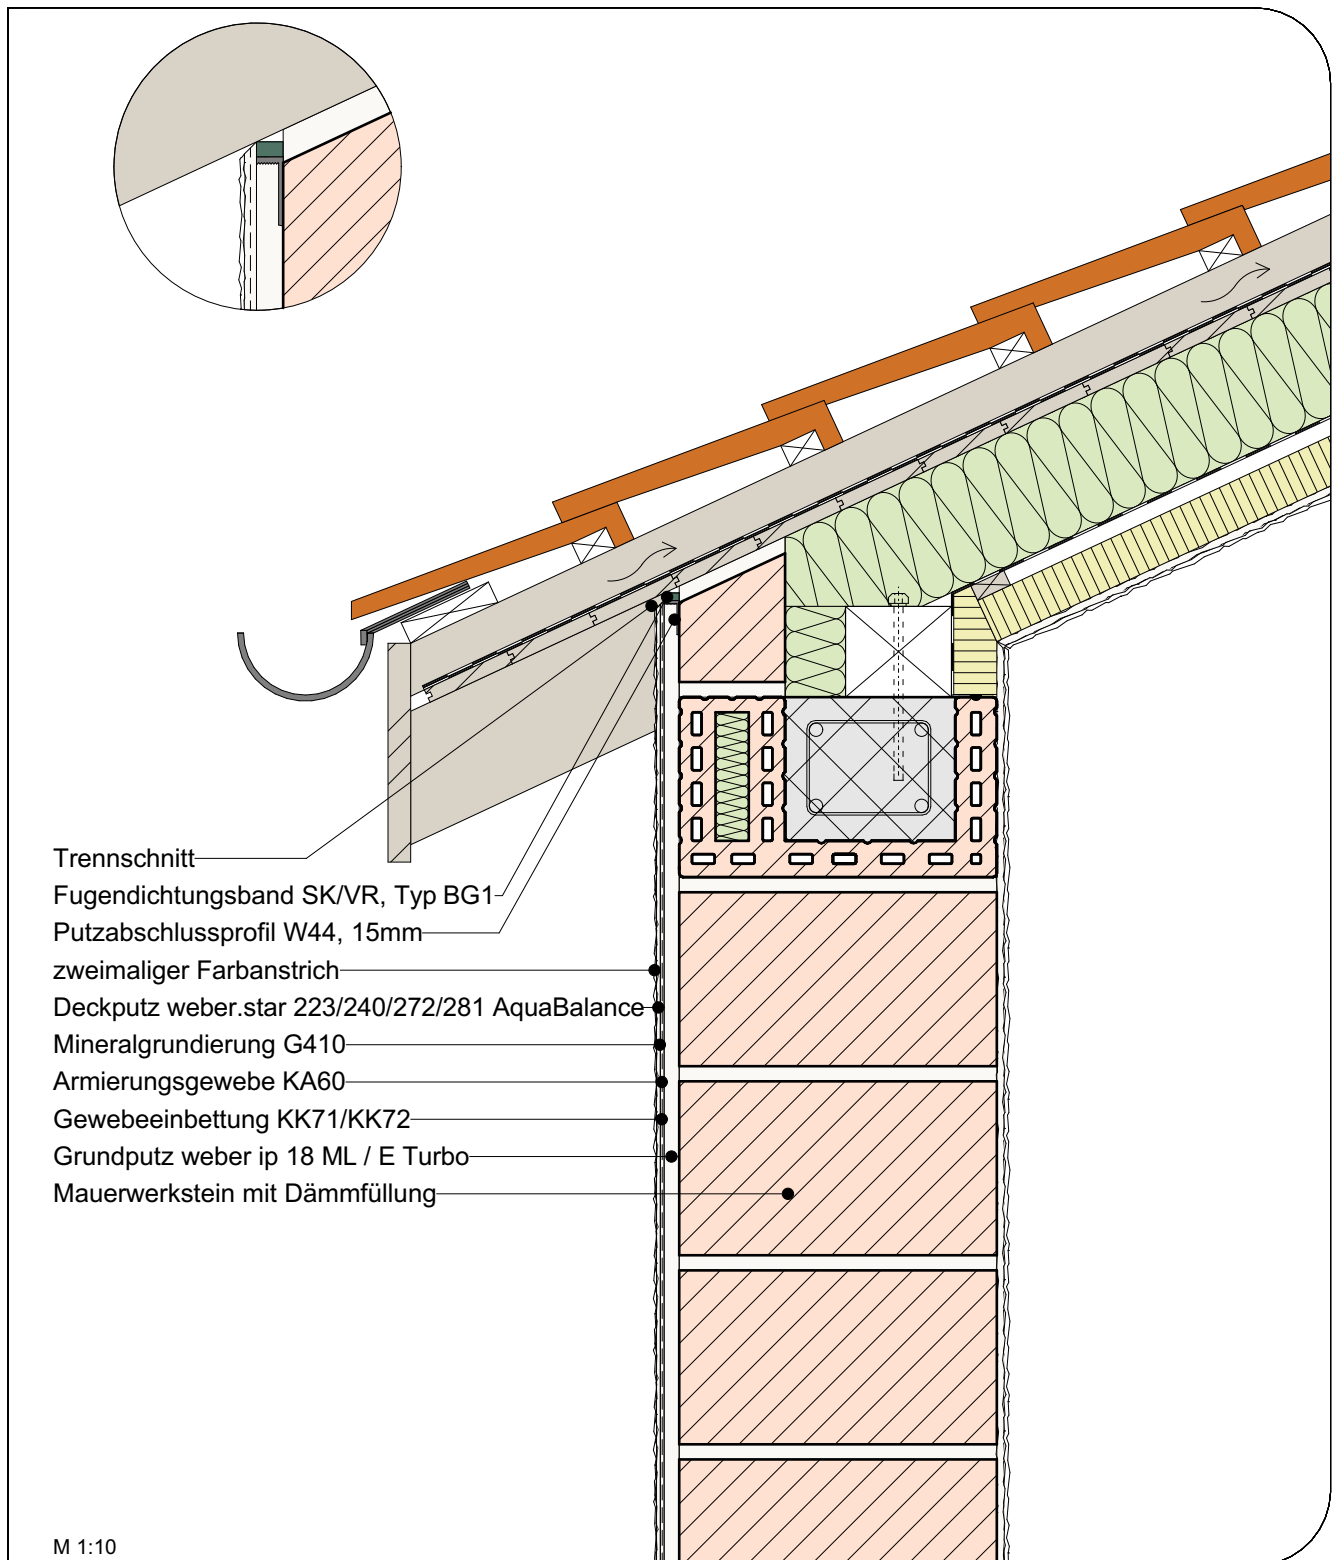 Trennschnitt
Fugendichtungsband SK/VR, Typ BG1
Putzabschlussprofil W44, 15mm
zweimaliger Farbanstrich
Deckputz weber.star 223/240/272/281 AquaBalance
Mineralgrundierung G410
Armierungsgewebe KA60
Gewebeeinbettung KK71/KK72
Grundputz weber ip 18 ML / E Turbo
Mauerwerkstein mit Dämmfüllung
M 1:10